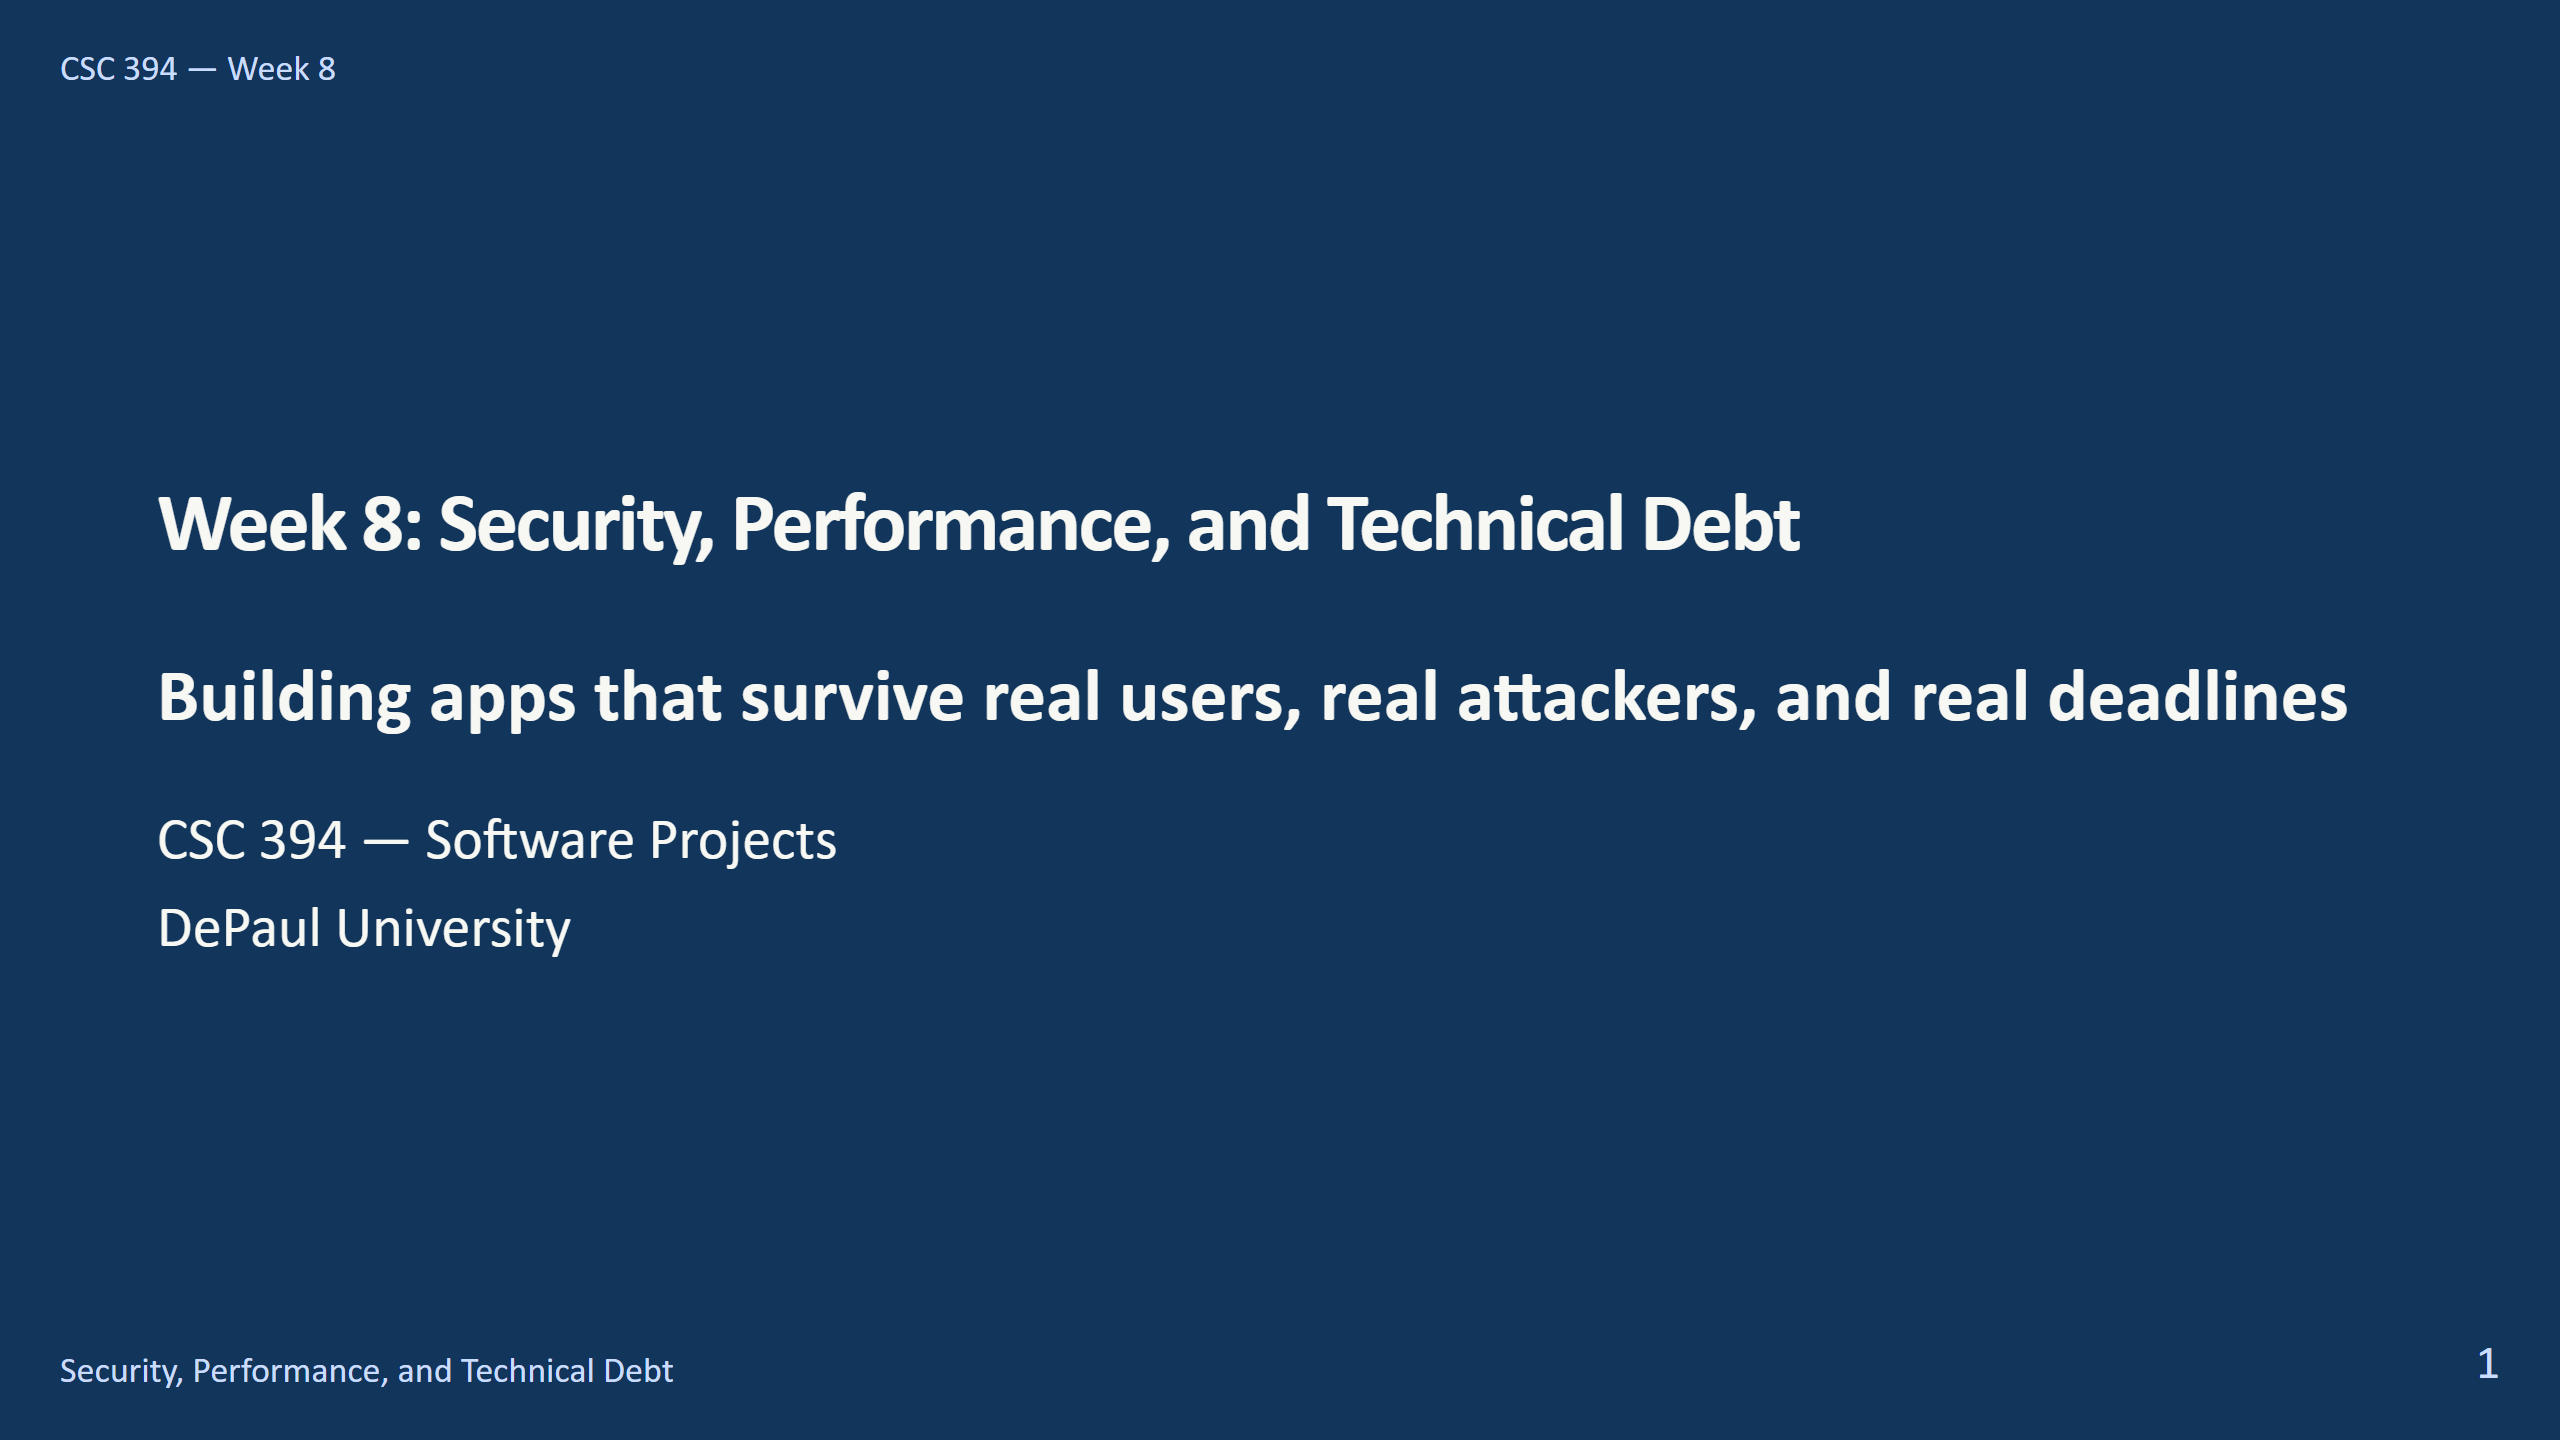 CSC 394 — Week 8
Week 8: Security, Performance, and Technical Debt
Building apps that survive real users, real attackers, and real deadlines
CSC 394 — Software Projects
DePaul University
Security, Performance, and Technical Debt
1